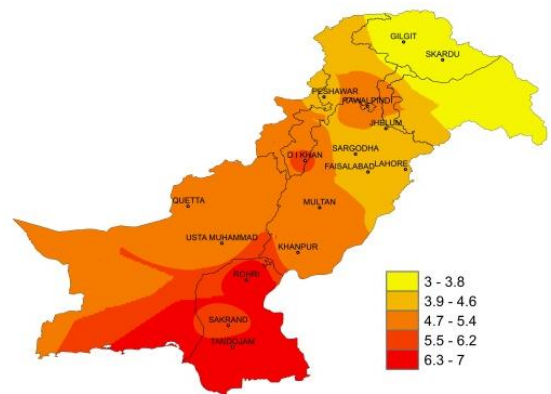 GILGIT
SKARDU
PESHAWAR
RAWALPINDI
JHELUM
SARGODHA
D I KHAN
FAISALABAD
LAHORE
QUETTA
MULTAN
USTA MUHAMMAD
KHANPUR
ROHRI
SAKRAND
TANDOJAM
3 - 3.8
3.9 - 4.6
4.7 - 5.4
5.5 - 6.2
6.3 - 7